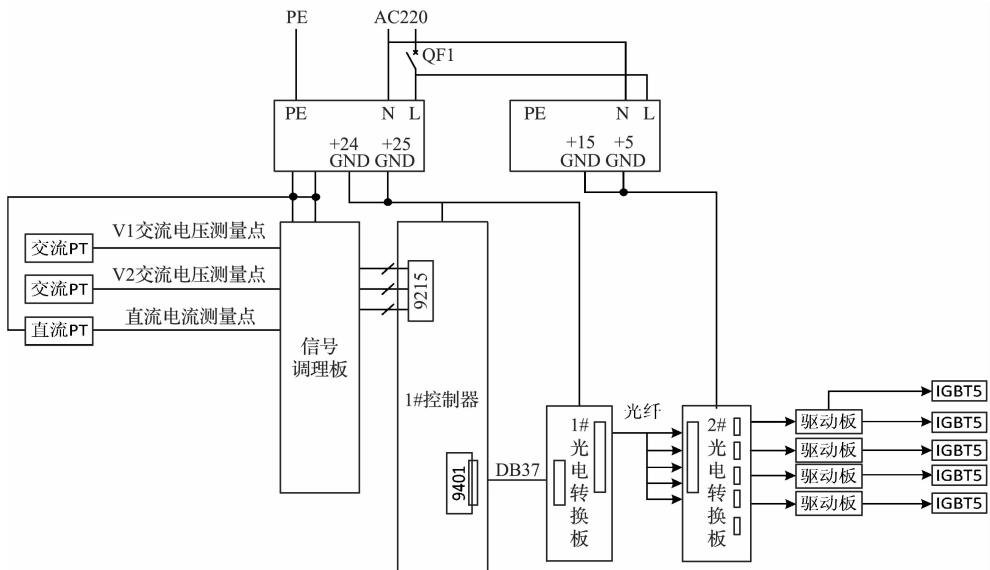 PE AC220
QF1
PE N L
+24 +25
GND GND
PE N L
+15 +5
GND GND
V1交流电压测量点
交流PT
V2交流电压测量点
交流PT
直流电流测量点
直流PT
信号
调理板
9215
1#控制器
9401
DB37
1#
光
电
转
换
板
光纤
2#
光
电
转
换
板
驱动板
驱动板
驱动板
驱动板
IGBT5
IGBT5
IGBT5
IGBT5
IGBT5